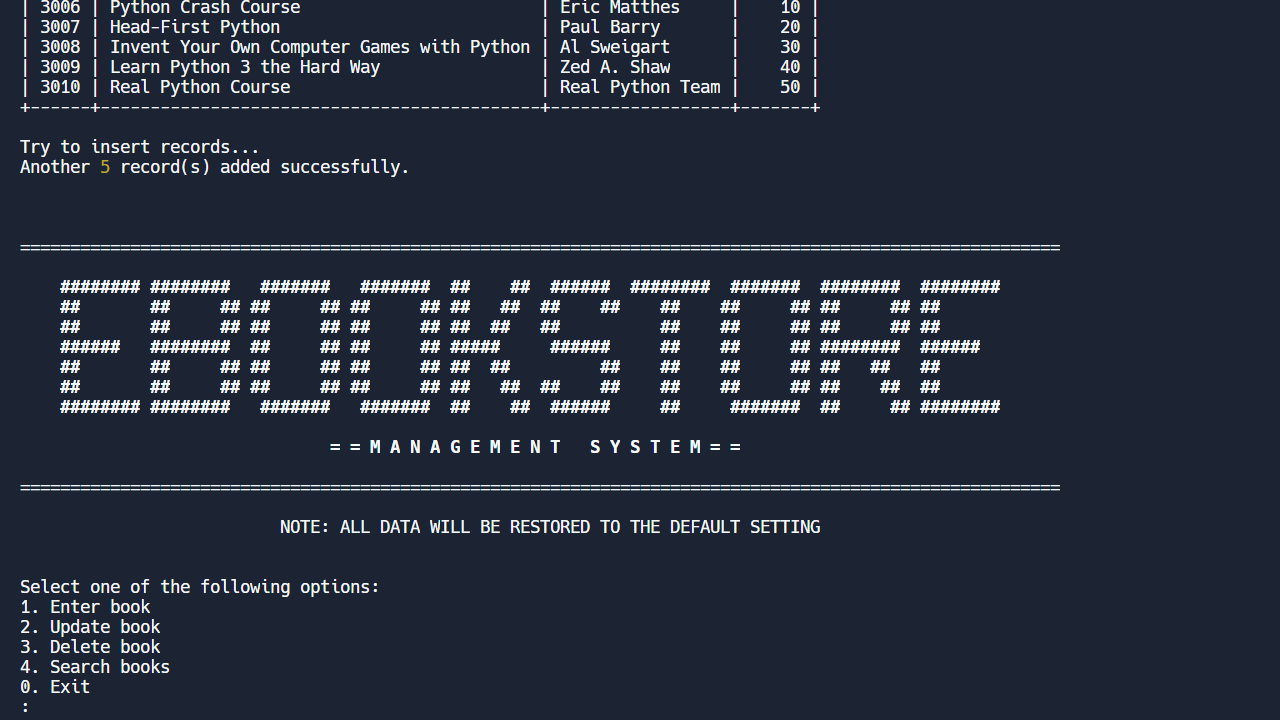 | 3006 | Python Crash Course                        | Eric Matthes     |    10 |
| 3007 | Head-First Python                          | Paul Barry       |    20 |
| 3008 | Invent Your Own Computer Games with Python | Al Sweigart      |    30 |
| 3009 | Learn Python 3 the Hard Way                | Zed A. Shaw      |    40 |
| 3010 | Real Python Course                         | Real Python Team |    50 |
+------+--------------------------------------------+------------------+-------+
Try to insert records...
Another 5 record(s) added successfully.
EBOOKSTORE
= = M A N A G E M E N T   S Y S T E M = =
NOTE: ALL DATA WILL BE RESTORED TO THE DEFAULT SETTING
Select one of the following options:
1. Enter book
2. Update book
3. Delete book
4. Search books
0. Exit
: